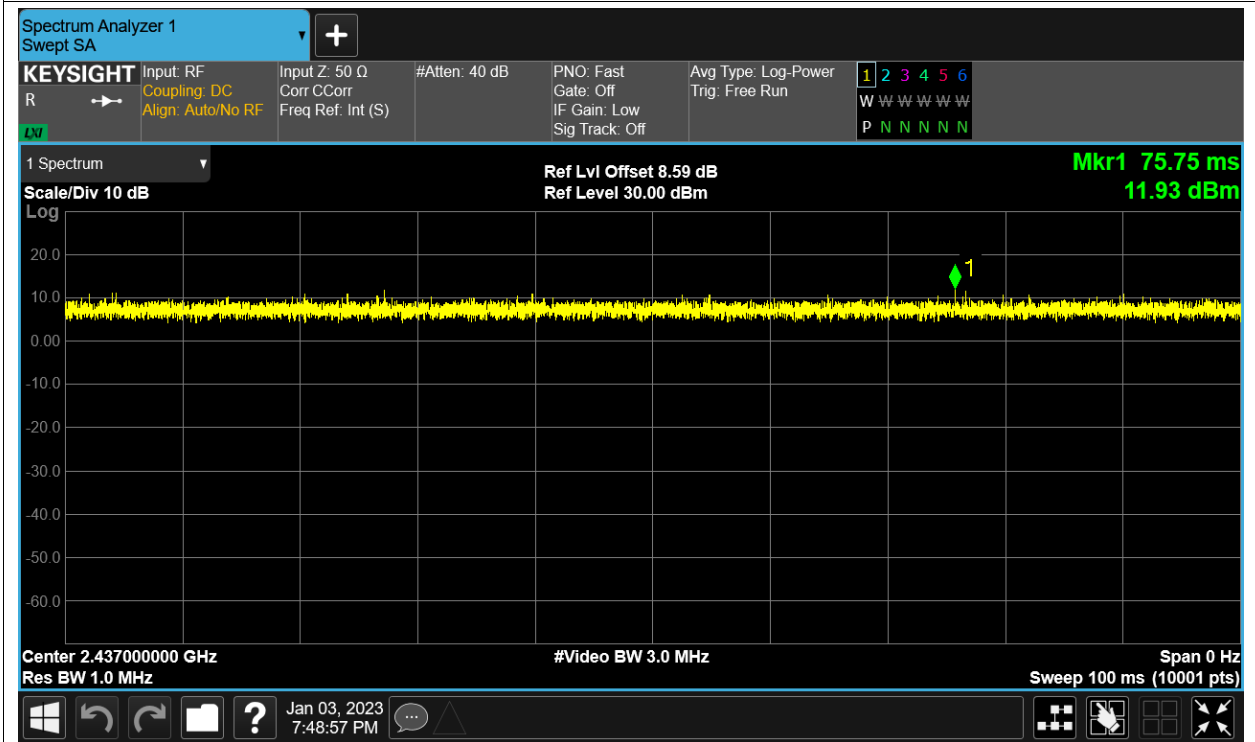 Spectrum Analyzer 1
Swept SA
▼
+
KEYSIGHT
R
LXI
Input: RF
Coupling: DC
Align: Auto/No RF
Input Z: 50 Ω
Corr CCorr
Freq Ref: Int (S)
#Atten: 40 dB
PNO: Fast
Gate: Off
IF Gain: Low
Sig Track: Off
Avg Type: Log-Power
Trig: Free Run
1 2 3 4 5 6
W W W W W W
P N N N N N
1 Spectrum ▼
Scale/Div 10 dB
Log
Ref Lvl Offset 8.59 dB
Ref Level 30.00 dBm
Mkr1 75.75 ms
11.93 dBm
20.0
1
10.0
0.00
-10.0
-20.0
-30.0
-40.0
-50.0
-60.0
Center 2.437000000 GHz
Res BW 1.0 MHz
#Video BW 3.0 MHz
Span 0 Hz
Sweep 100 ms (10001 pts)
?
Jan 03, 2023
7:48:57 PM